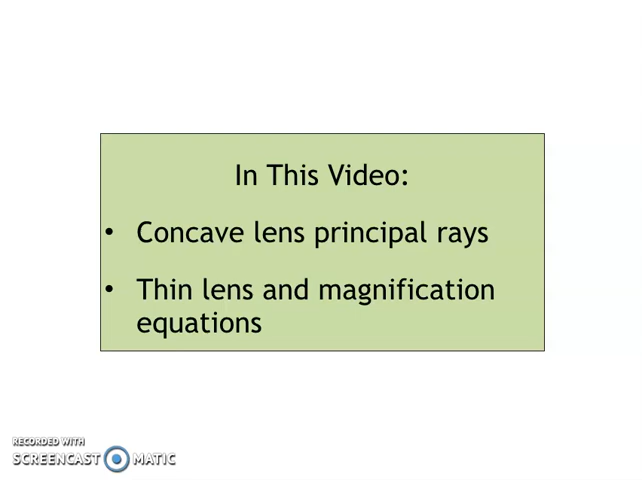 In This Video:
• Concave lens principal rays
• Thin lens and magnification
equations
RECORDED WITH
SCREENCAST MATIC